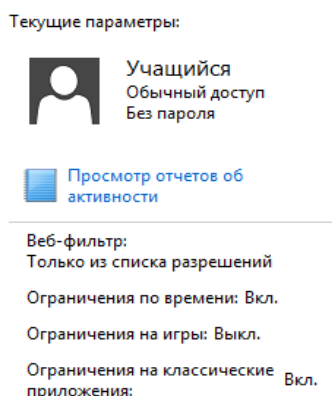 Текущие параметры:
Учащийся
Обычный доступ
Без пароля
Просмотр отчетов об
активности
Веб-фильтр:
Только из списка разрешений
Ограничения по времени: Вкл.
Ограничения на игры: Выкл.
Ограничения на классические Вкл.
приложения: